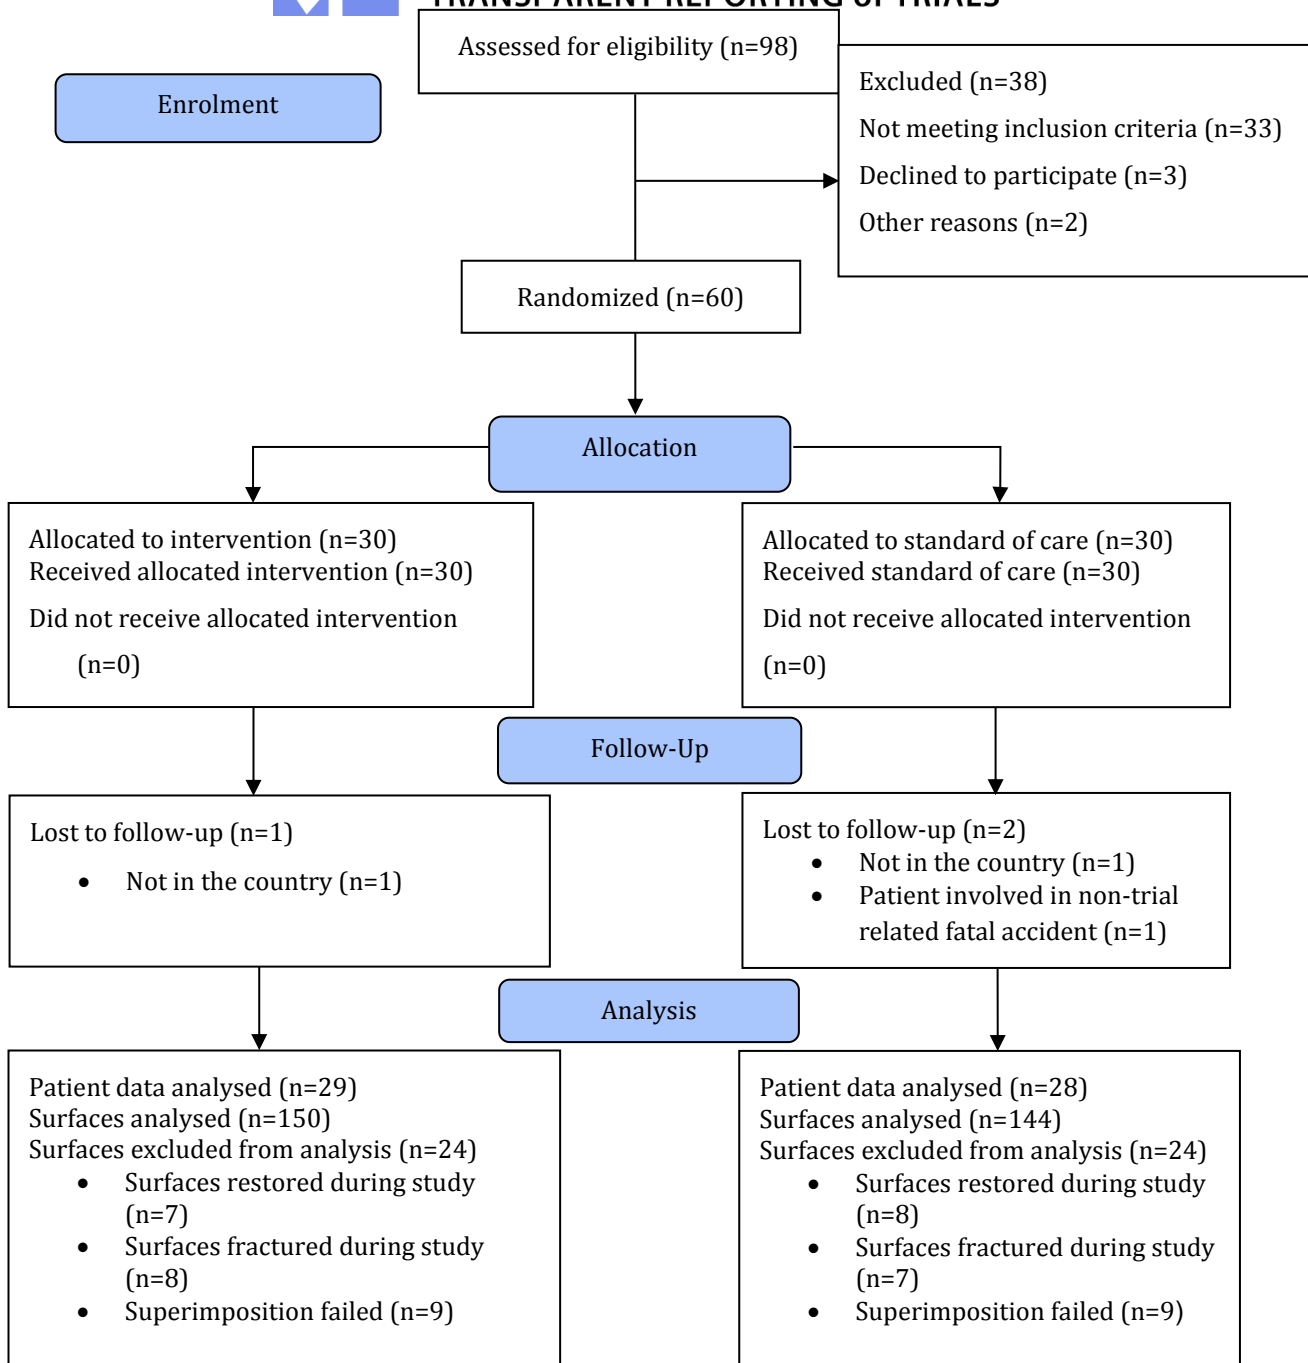 TRANSPARENT REPORTING of TRIALS
Assessed for eligibility (n=98)
Enrolment
Excluded (n=38)
Not meeting inclusion criteria (n=33)
Declined to participate (n=3)
Other reasons (n=2)
Randomized (n=60)
Allocation
Allocated to intervention (n=30)
Received allocated intervention (n=30)
Did not receive allocated intervention
(n=0)
Allocated to standard of care (n=30)
Received standard of care (n=30)
Did not receive allocated intervention
(n=0)
Follow-Up
Lost to follow-up (n=1)
• Not in the country (n=1)
Lost to follow-up (n=2)
• Not in the country (n=1)
• Patient involved in non-trial
related fatal accident (n=1)
Analysis
Patient data analysed (n=29)
Surfaces analysed (n=150)
Surfaces excluded from analysis (n=24)
• Surfaces restored during study
(n=7)
• Surfaces fractured during study
(n=8)
• Superimposition failed (n=9)
Patient data analysed (n=28)
Surfaces analysed (n=144)
Surfaces excluded from analysis (n=24)
• Surfaces restored during study
(n=8)
• Surfaces fractured during study
(n=7)
• Superimposition failed (n=9)